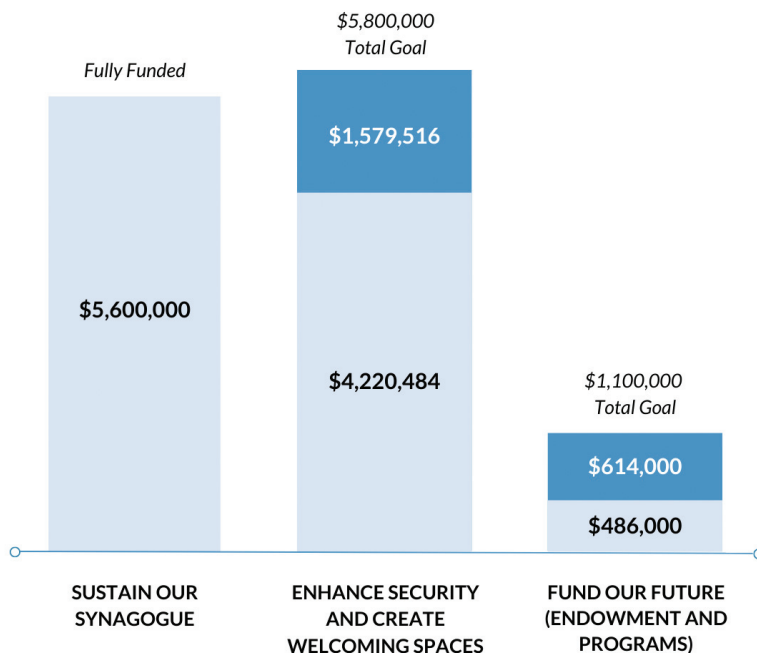 $5,800,000
Total Goal
Fully Funded
$1,579,516
$5,600,000
$4,220,484
$1,100,000
Total Goal
$614,000
$486,000
SUSTAIN OUR
SYNAGOGUE
ENHANCE SECURITY
AND CREATE
WELCOMING SPACES
FUND OUR FUTURE
(ENDOWMENT AND
PROGRAMS)